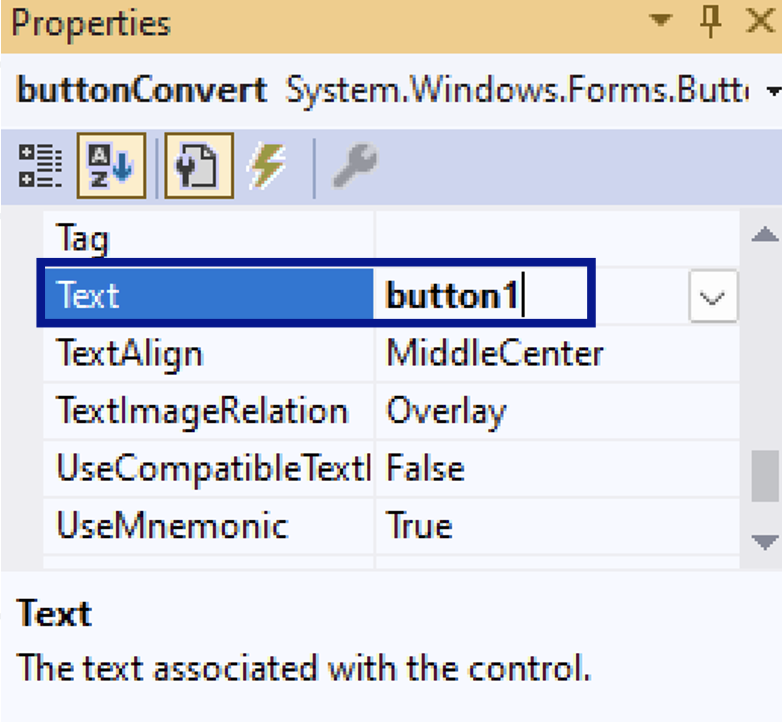 Properties
buttonConvert System.Windows.Forms.Butt
Tag
Text button1
TextAlign MiddleCenter
TextImageRelation Overlay
UseCompatibleText False
UseMnemonic True
Text
The text associated with the control.